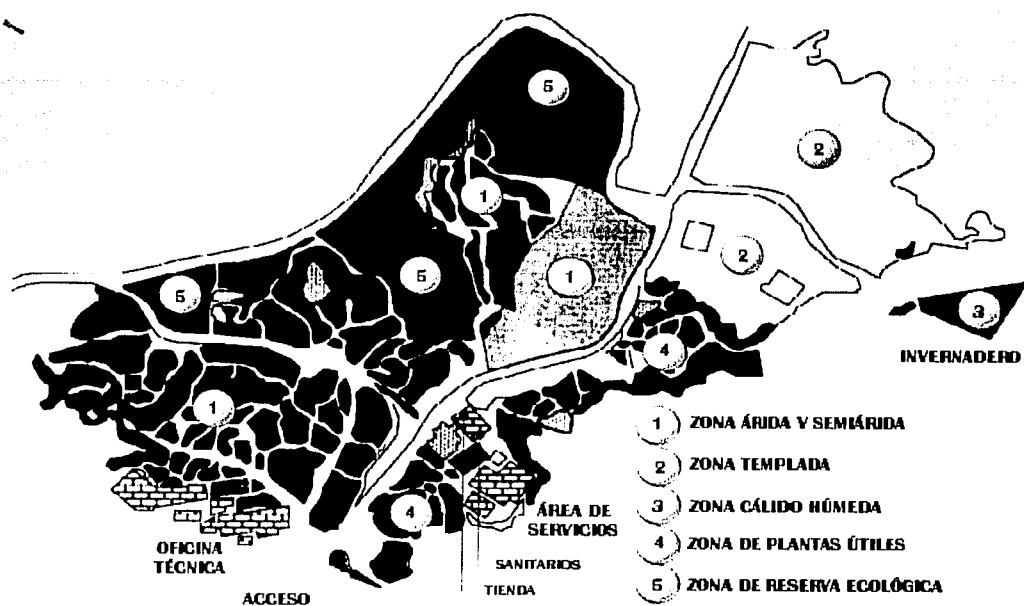 5
2
1
2
5
1
5
3
INVERNADERO
4
1
1 ZONA ÁRIDA Y SEMIÁRIDA
2 ZONA TEMPLADA
3 ZONA CÁLIDO HÚMEDA
4 ZONA DE PLANTAS ÚTILES
5 ZONA DE RESERVA ECOLÓGICA
4
ÁREA DE
SERVICIOS
OFICINA
TÉCNICA
SANITARIOS
TIENDA
ACCESO